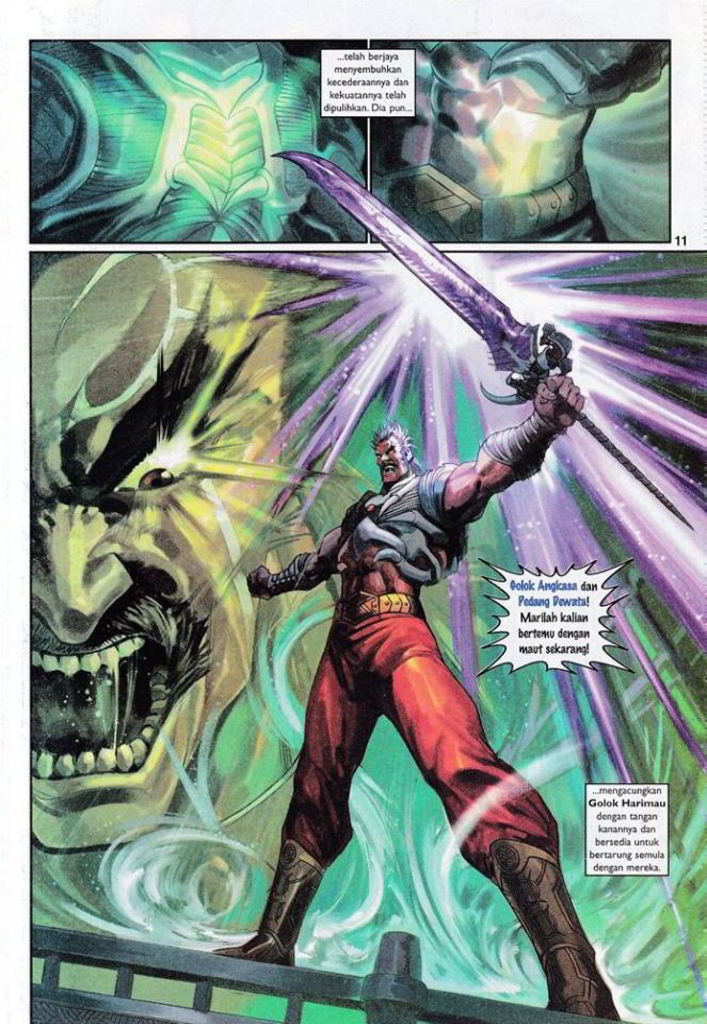 ...telah berjaya
menyembuhkan
kecederaannya dan
kekuatannya telah
dipulihkan. Dia pun...
11
Golok Angkasa dan
Pedang Dewata!
Marilah kalian
bertemu dengan
maut sekarang!
...mengacungkan
Golok Harimau
dengan tangan
kanannya dan
bersedia untuk
bertarung semula
dengan mereka.